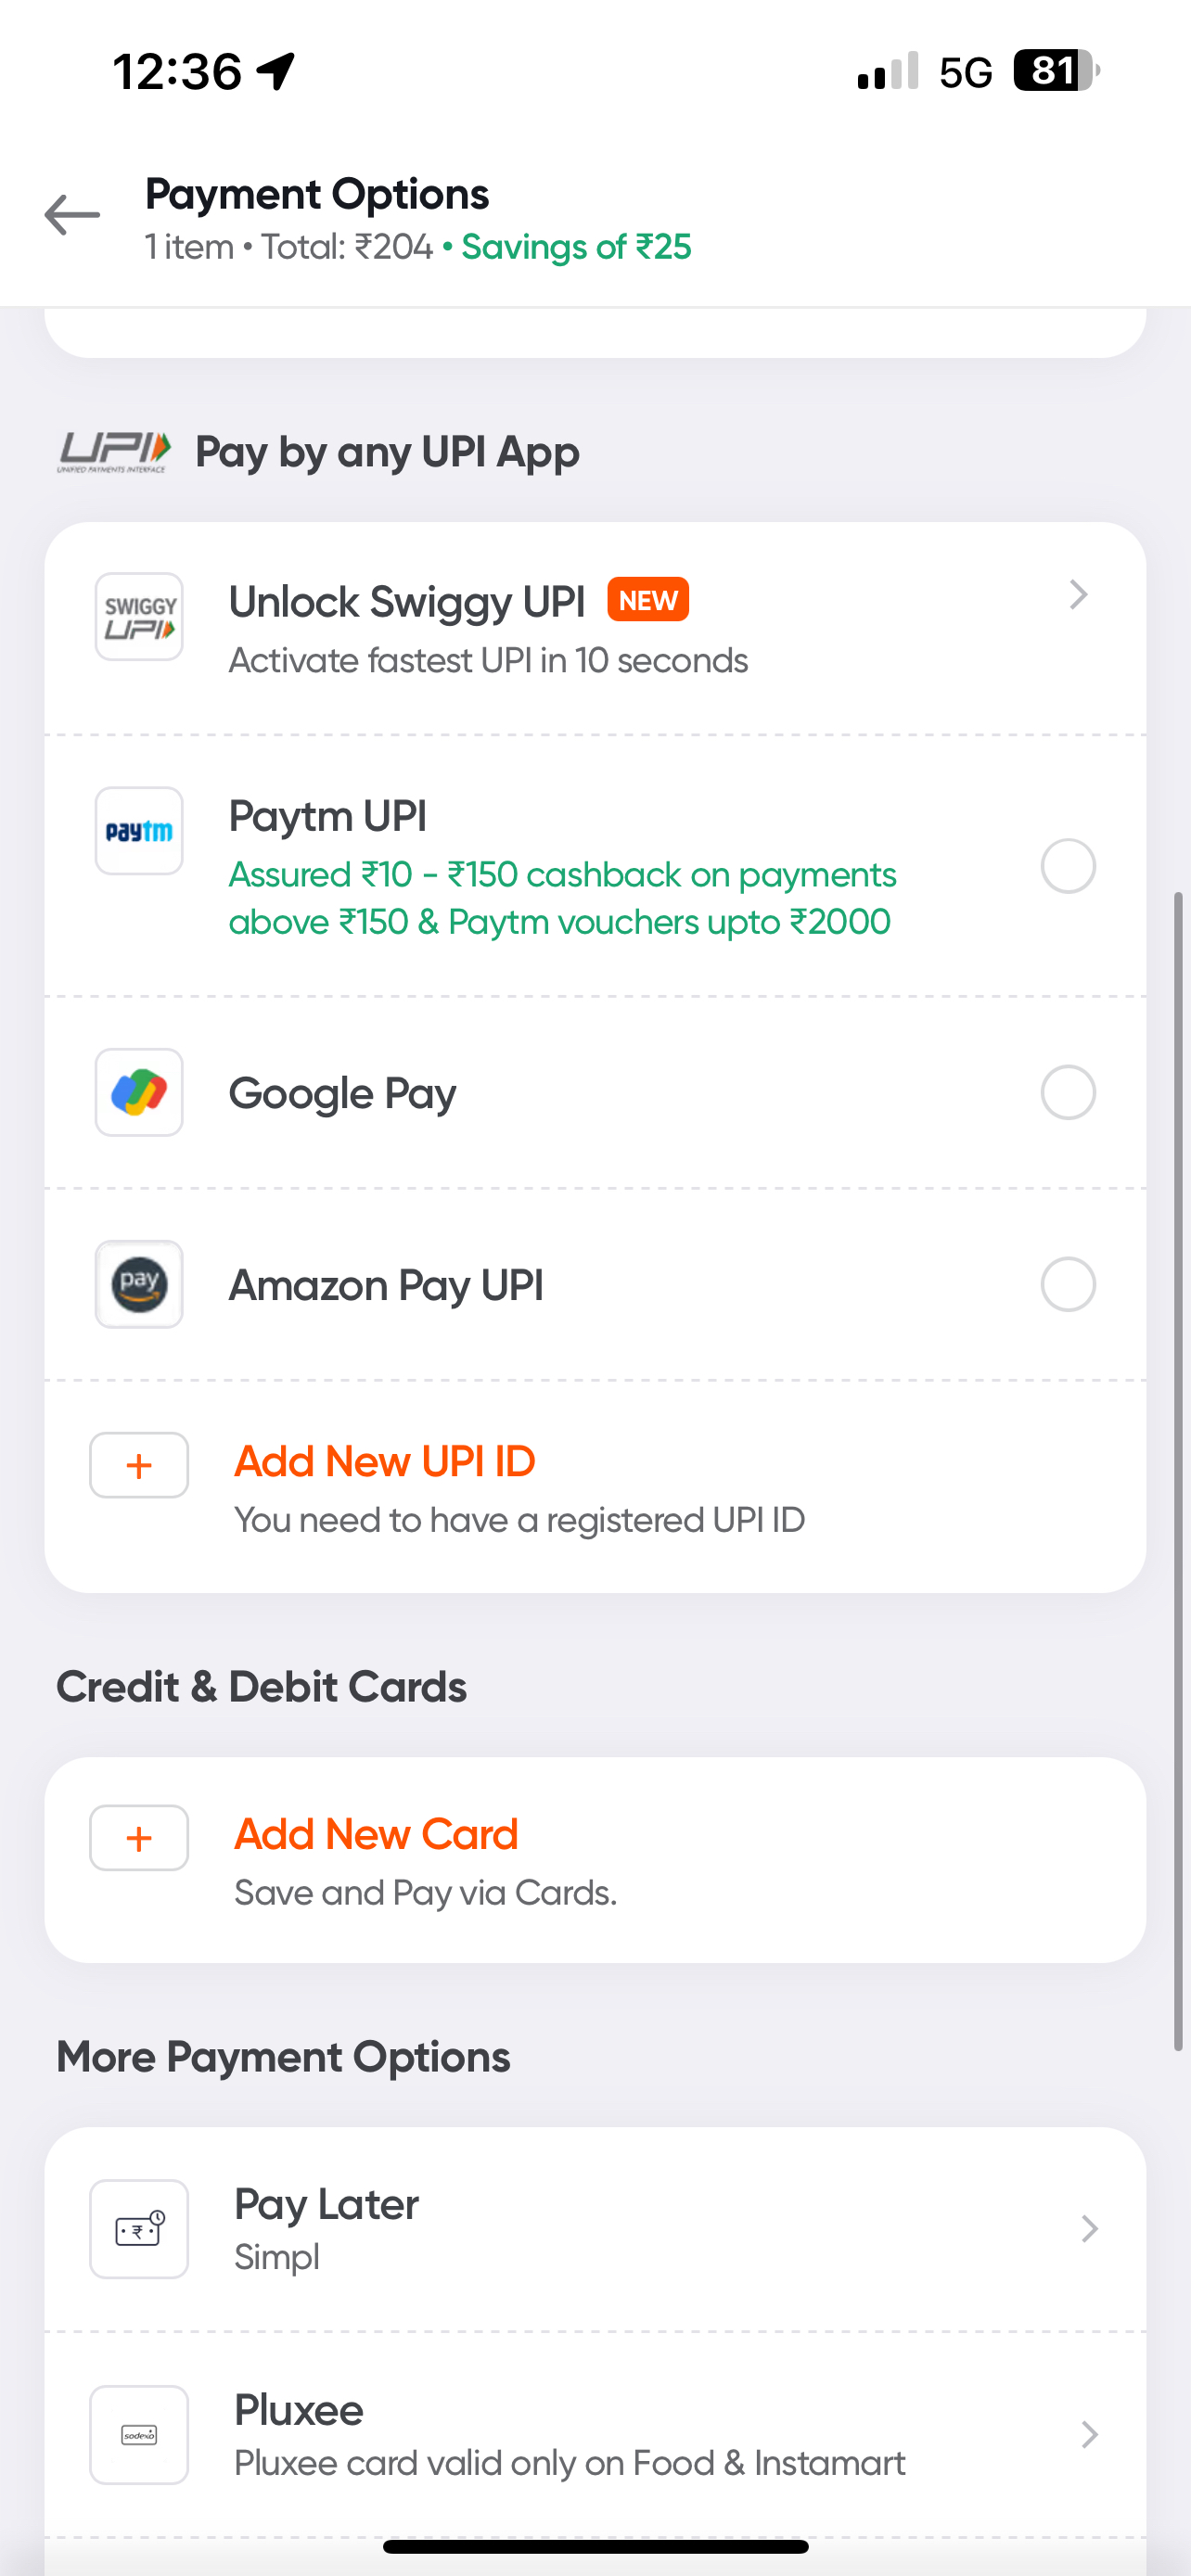 12:36
5G 81
Payment Options
1 item • Total: ₹204 • Savings of ₹25
UPI Pay by any UPI App
UNIFIED PAYMENTS INTERFACE
SWIGGY
UPI
Unlock Swiggy UPI NEW
Activate fastest UPI in 10 seconds
paytm
Paytm UPI
Assured ₹10 - ₹150 cashback on payments
above ₹150 & Paytm vouchers upto ₹2000
Google Pay
pay
Amazon Pay UPI
+ Add New UPI ID
You need to have a registered UPI ID
Credit & Debit Cards
+ Add New Card
Save and Pay via Cards.
More Payment Options
₹
Pay Later
Simpl
sodexo
Pluxee
Pluxee card valid only on Food & Instamart